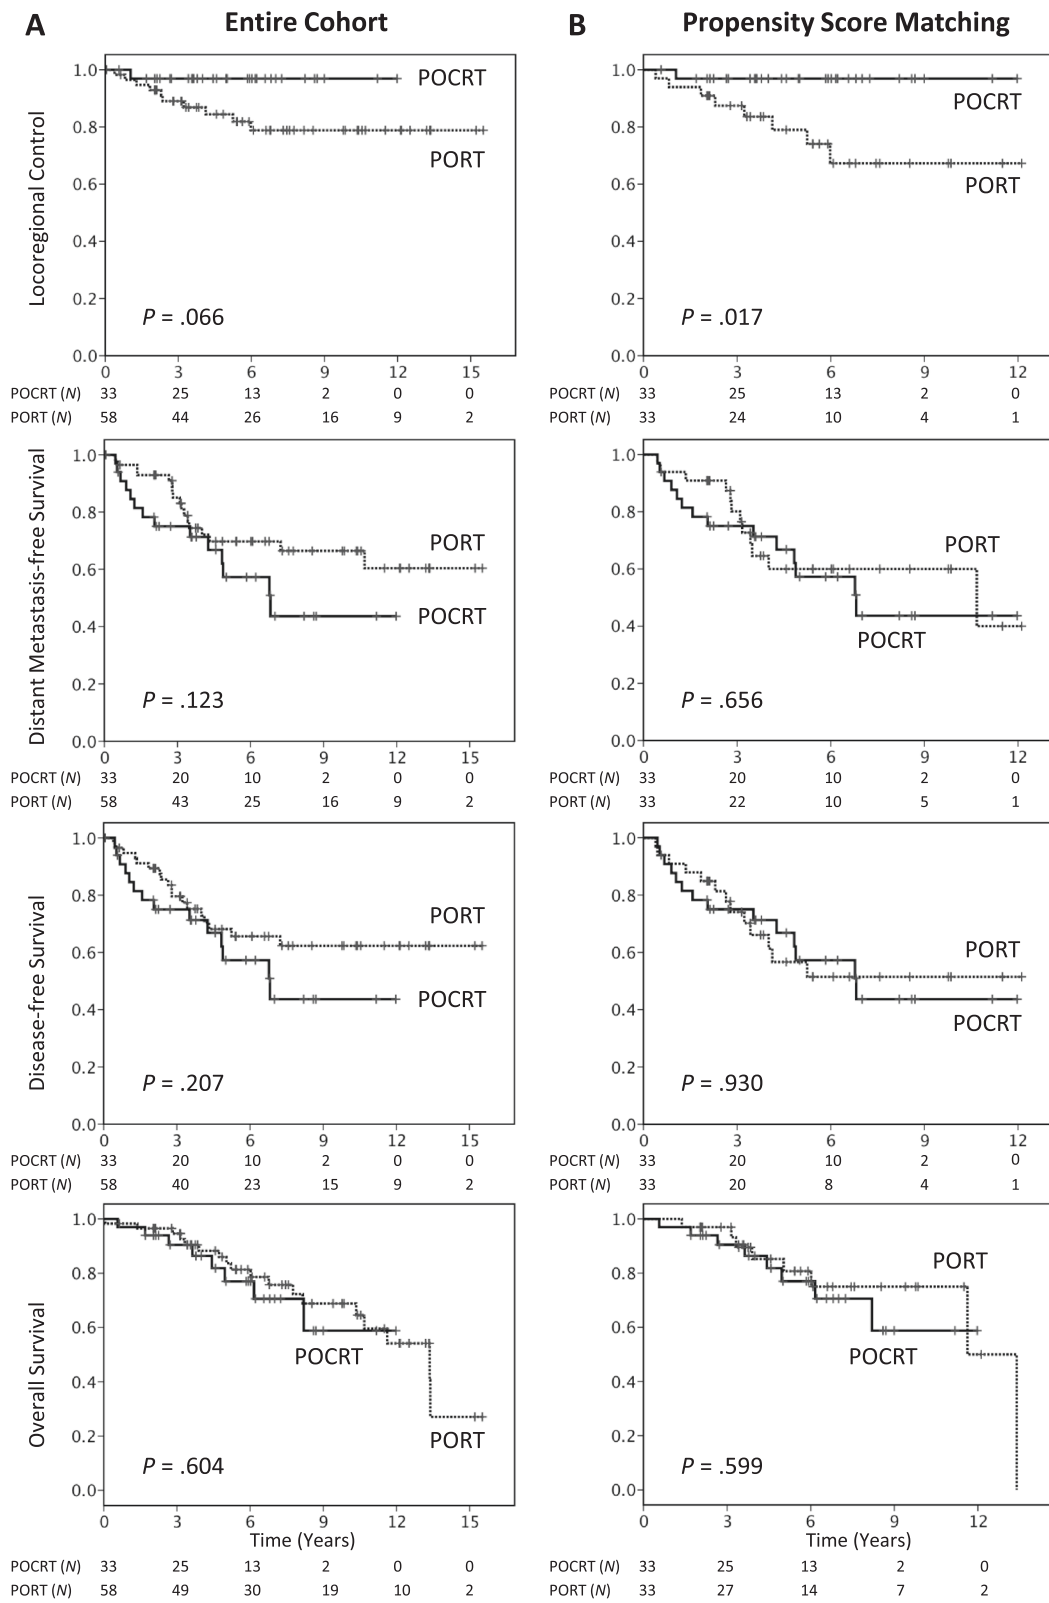 A
Entire Cohort
B
Propensity Score Matching
Locoregional Control
1.0
0.8
0.6
0.4
0.2
0.0
POCRT
PORT
P = .066
0 3 6 9 12 15
POCRT (N) 33 25 13 2 0 0
PORT (N) 58 44 26 16 9 2
1.0
0.8
0.6
0.4
0.2
0.0
POCRT
PORT
P = .017
0 3 6 9 12
POCRT (N) 33 25 13 2 0
PORT (N) 33 24 10 4 1
Distant Metastasis-free Survival
1.0
0.8
0.6
0.4
0.2
0.0
PORT
POCRT
P = .123
0 3 6 9 12 15
POCRT (N) 33 20 10 2 0 0
PORT (N) 58 43 25 16 9 2
1.0
0.8
0.6
0.4
0.2
0.0
PORT
POCRT
P = .656
0 3 6 9 12
POCRT (N) 33 20 10 2 0
PORT (N) 33 22 10 5 1
Disease-free Survival
1.0
0.8
0.6
0.4
0.2
0.0
PORT
POCRT
P = .207
0 3 6 9 12 15
POCRT (N) 33 20 10 2 0 0
PORT (N) 58 40 23 15 9 2
1.0
0.8
0.6
0.4
0.2
0.0
PORT
POCRT
P = .930
0 3 6 9 12
POCRT (N) 33 20 10 2 0
PORT (N) 33 20 8 4 1
Overall Survival
1.0
0.8
0.6
0.4
0.2
0.0
POCRT
PORT
P = .604
0 3 6 9 12 15
Time (Years)
POCRT (N) 33 25 13 2 0 0
PORT (N) 58 49 30 19 10 2
1.0
0.8
0.6
0.4
0.2
0.0
PORT
POCRT
P = .599
0 3 6 9 12
Time (Years)
POCRT (N) 33 25 13 2 0
PORT (N) 33 27 14 7 2